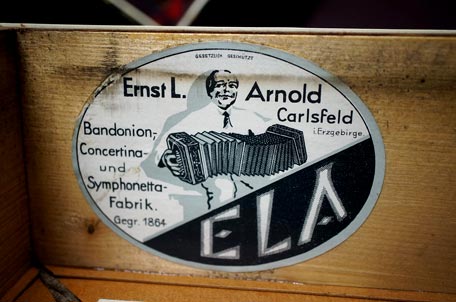 GESETZLICH GESCHÜTZT
Ernst L. Arnold
Carlsfeld
i. Erzgebirge.
Bandonion-,
Concertina-
und
Symphonetta-
Fabrik.
Gegr. 1864
ELA